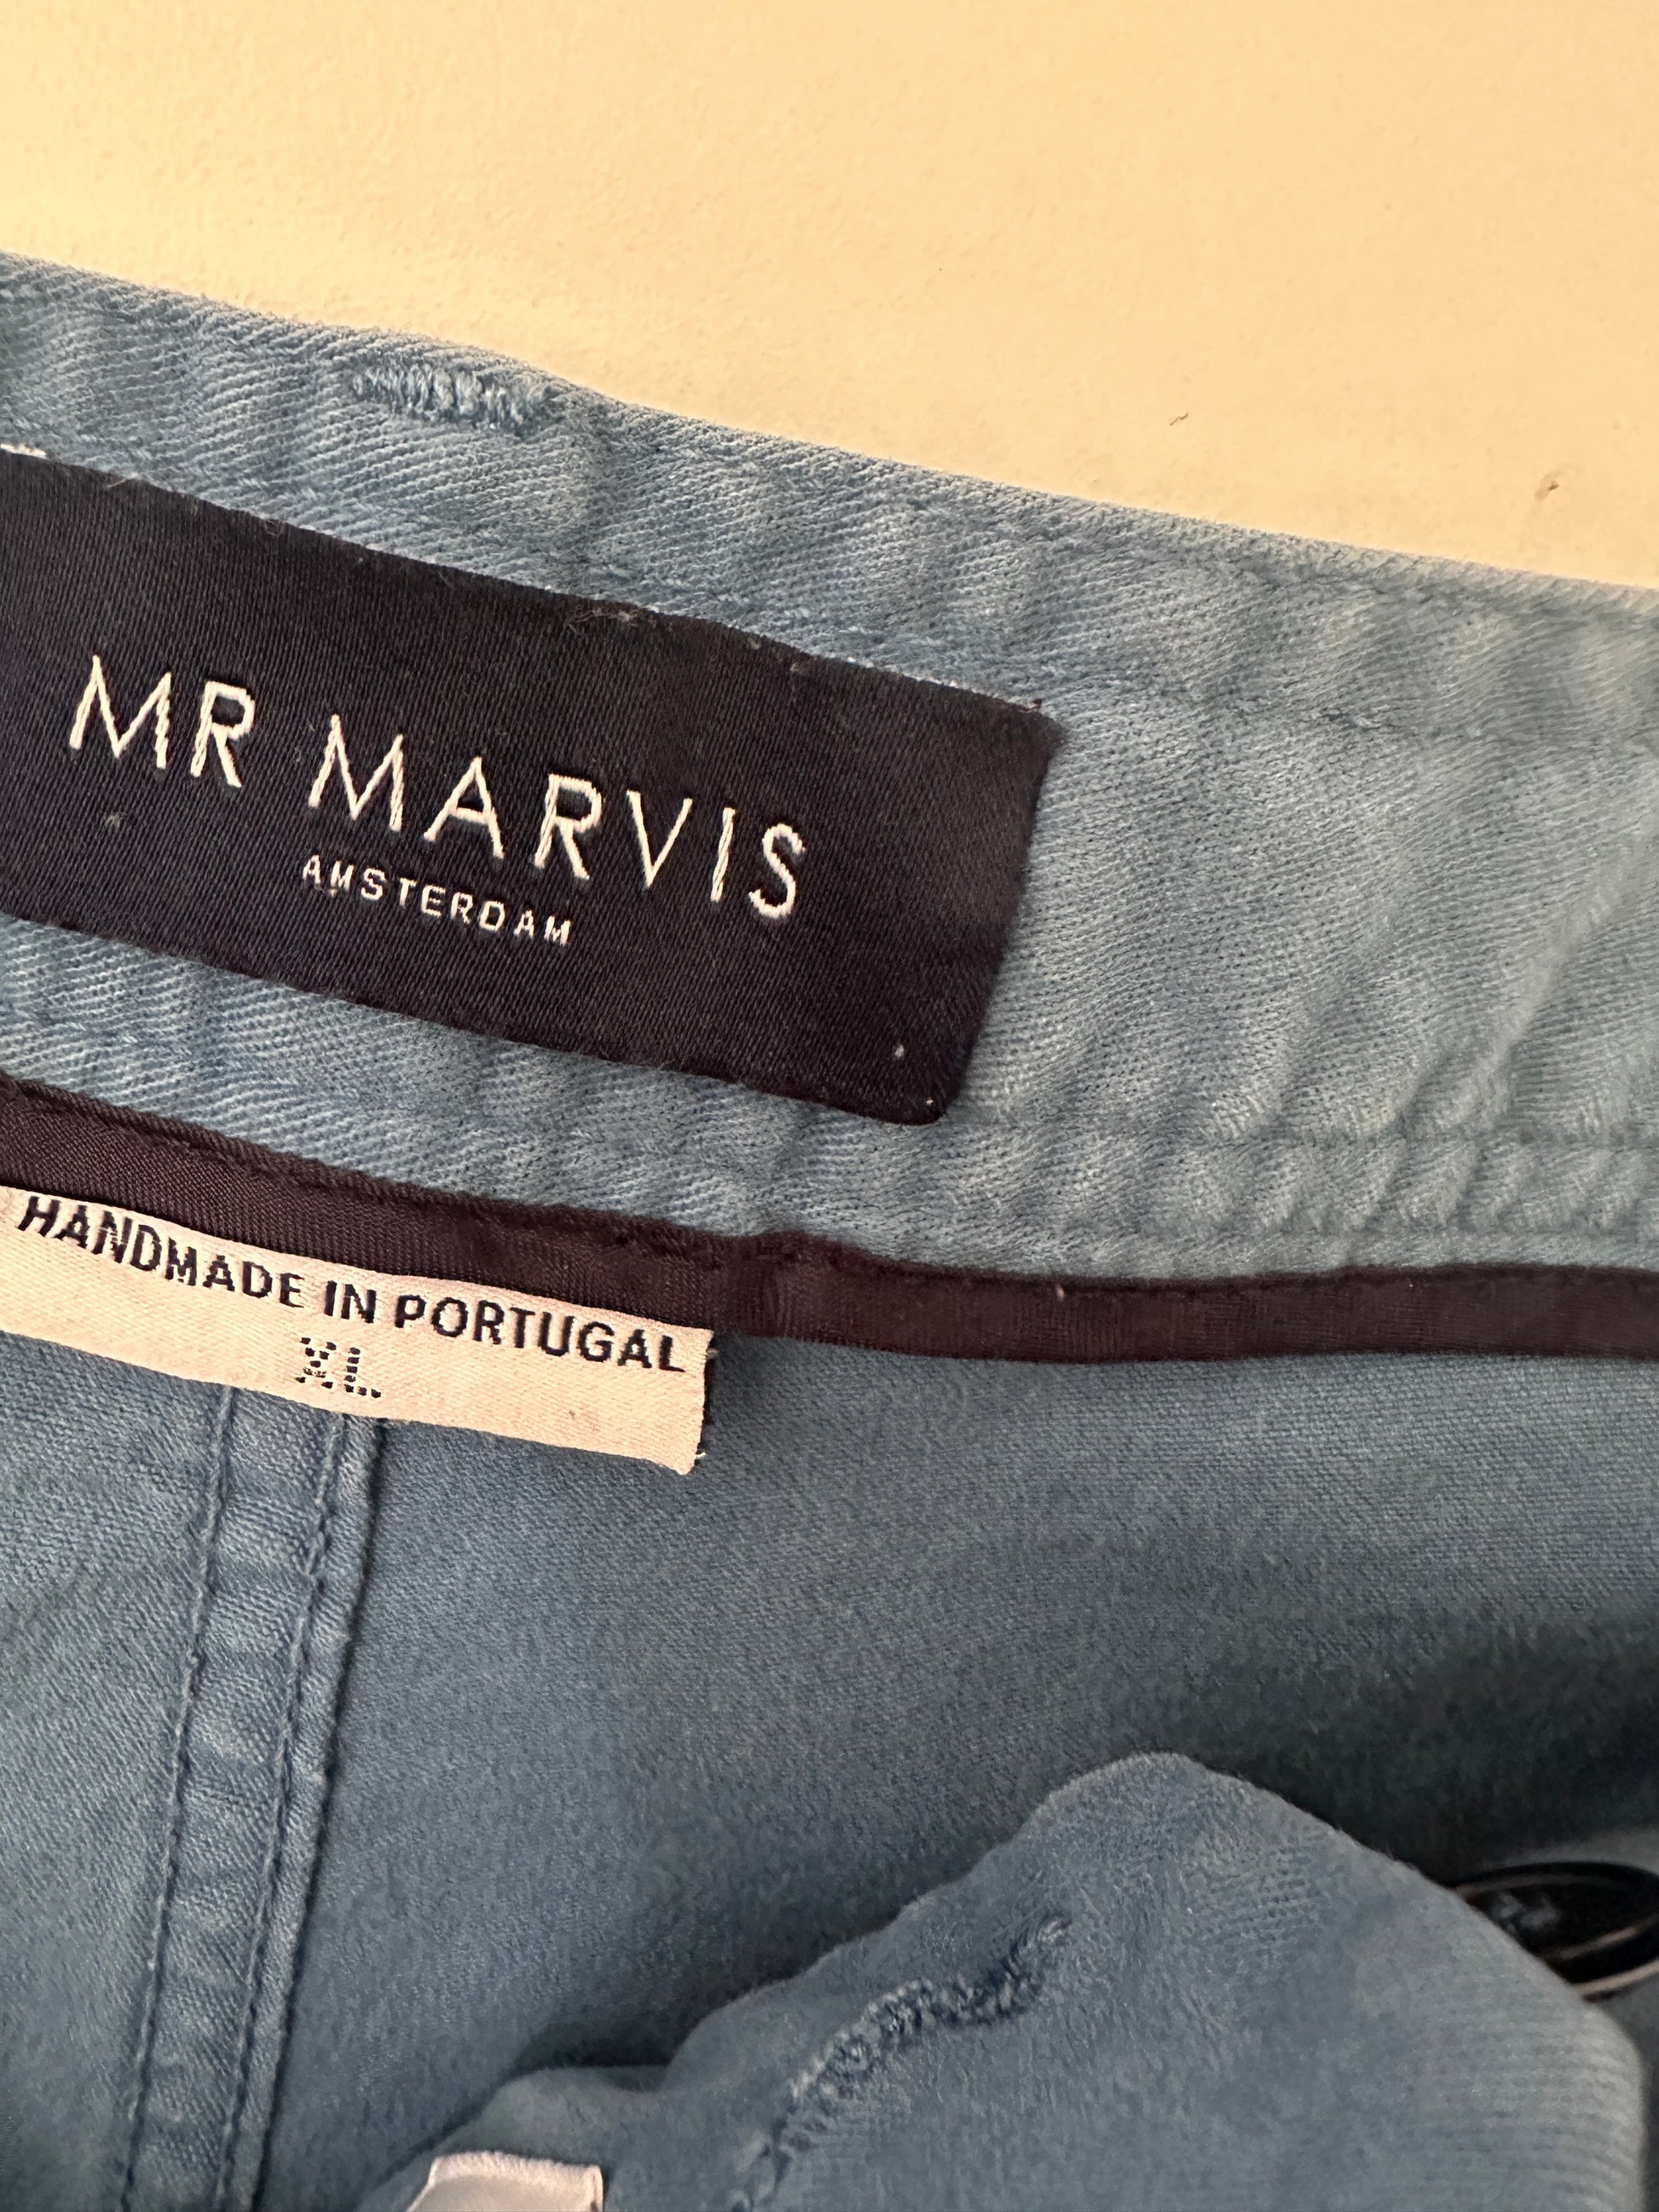 MR MARVIS
AMSTERDAM
HANDMADE IN PORTUGAL
XL